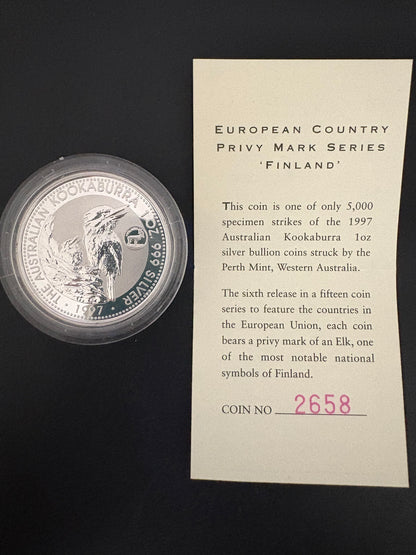 THE AUSTRALIAN KOOKABURRA 1 OZ. 999 SILVER
1997
EUROPEAN COUNTRY
PRIVY MARK SERIES
'FINLAND'
This coin is one of only 5,000
specimen strikes of the 1997
Australian Kookaburra 1oz
silver bullion coins struck by the
Perth Mint, Western Australia.
The sixth release in a fifteen coin
series to feature the countries in
the European Union, each coin
bears a privy mark of an Elk, one
of the most notable national
symbols of Finland.
COIN NO 2658